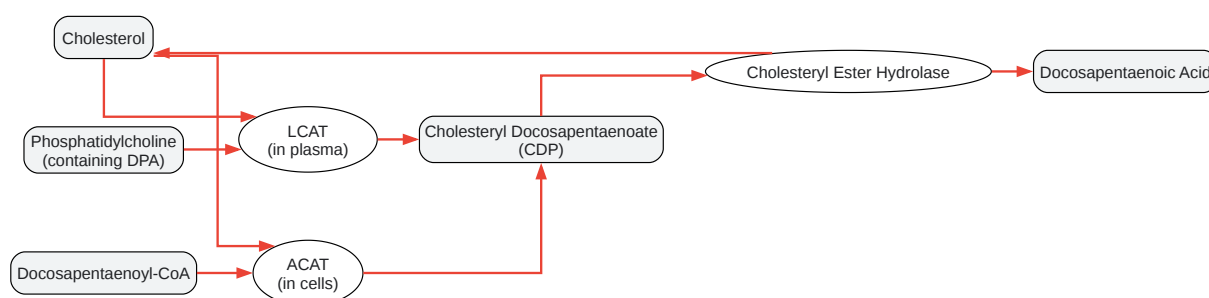 Cholesterol
Cholesteryl Ester Hydrolase
Docosapentaenoic Acid
LCAT
(in plasma)
Phosphatidylcholine
(containing DPA)
Cholesteryl Docosapentaenoate
(CDP)
Docosapentaenoyl-CoA
ACAT
(in cells)